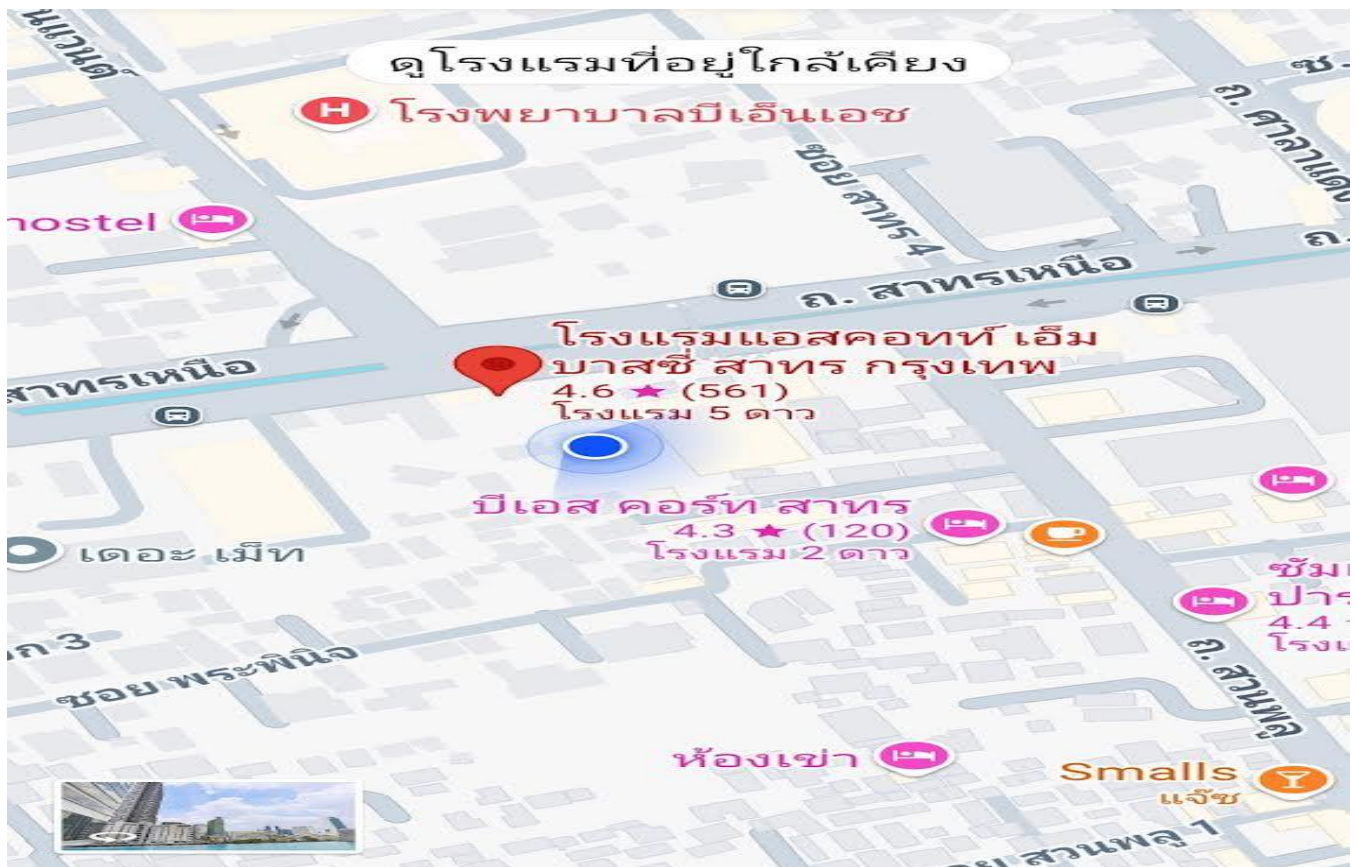 ดูโรงแรมที่อยู่ใกล้เคียง
โรงพยาบาลบีเอ็นเอช
ซอย สาทร 4
ถ. ศาลาแดง
hostel
ถ. สาทรเหนือ
โรงแรมแอสคอทท์ เอ็ม
บาสซี่ สาทร กรุงเทพ
4.6 ★ (561)
โรงแรม 5 ดาว
สาทรเหนือ
บีเอส คอร์ท สาทร
4.3 ★ (120)
โรงแรม 2 ดาว
เดอะ เม็ท
4.4
ซอย พระพินิจ
ถ. สวนพลู
ห้องเช่า
Smalls
แจ๊ซ
สวนพลู 1